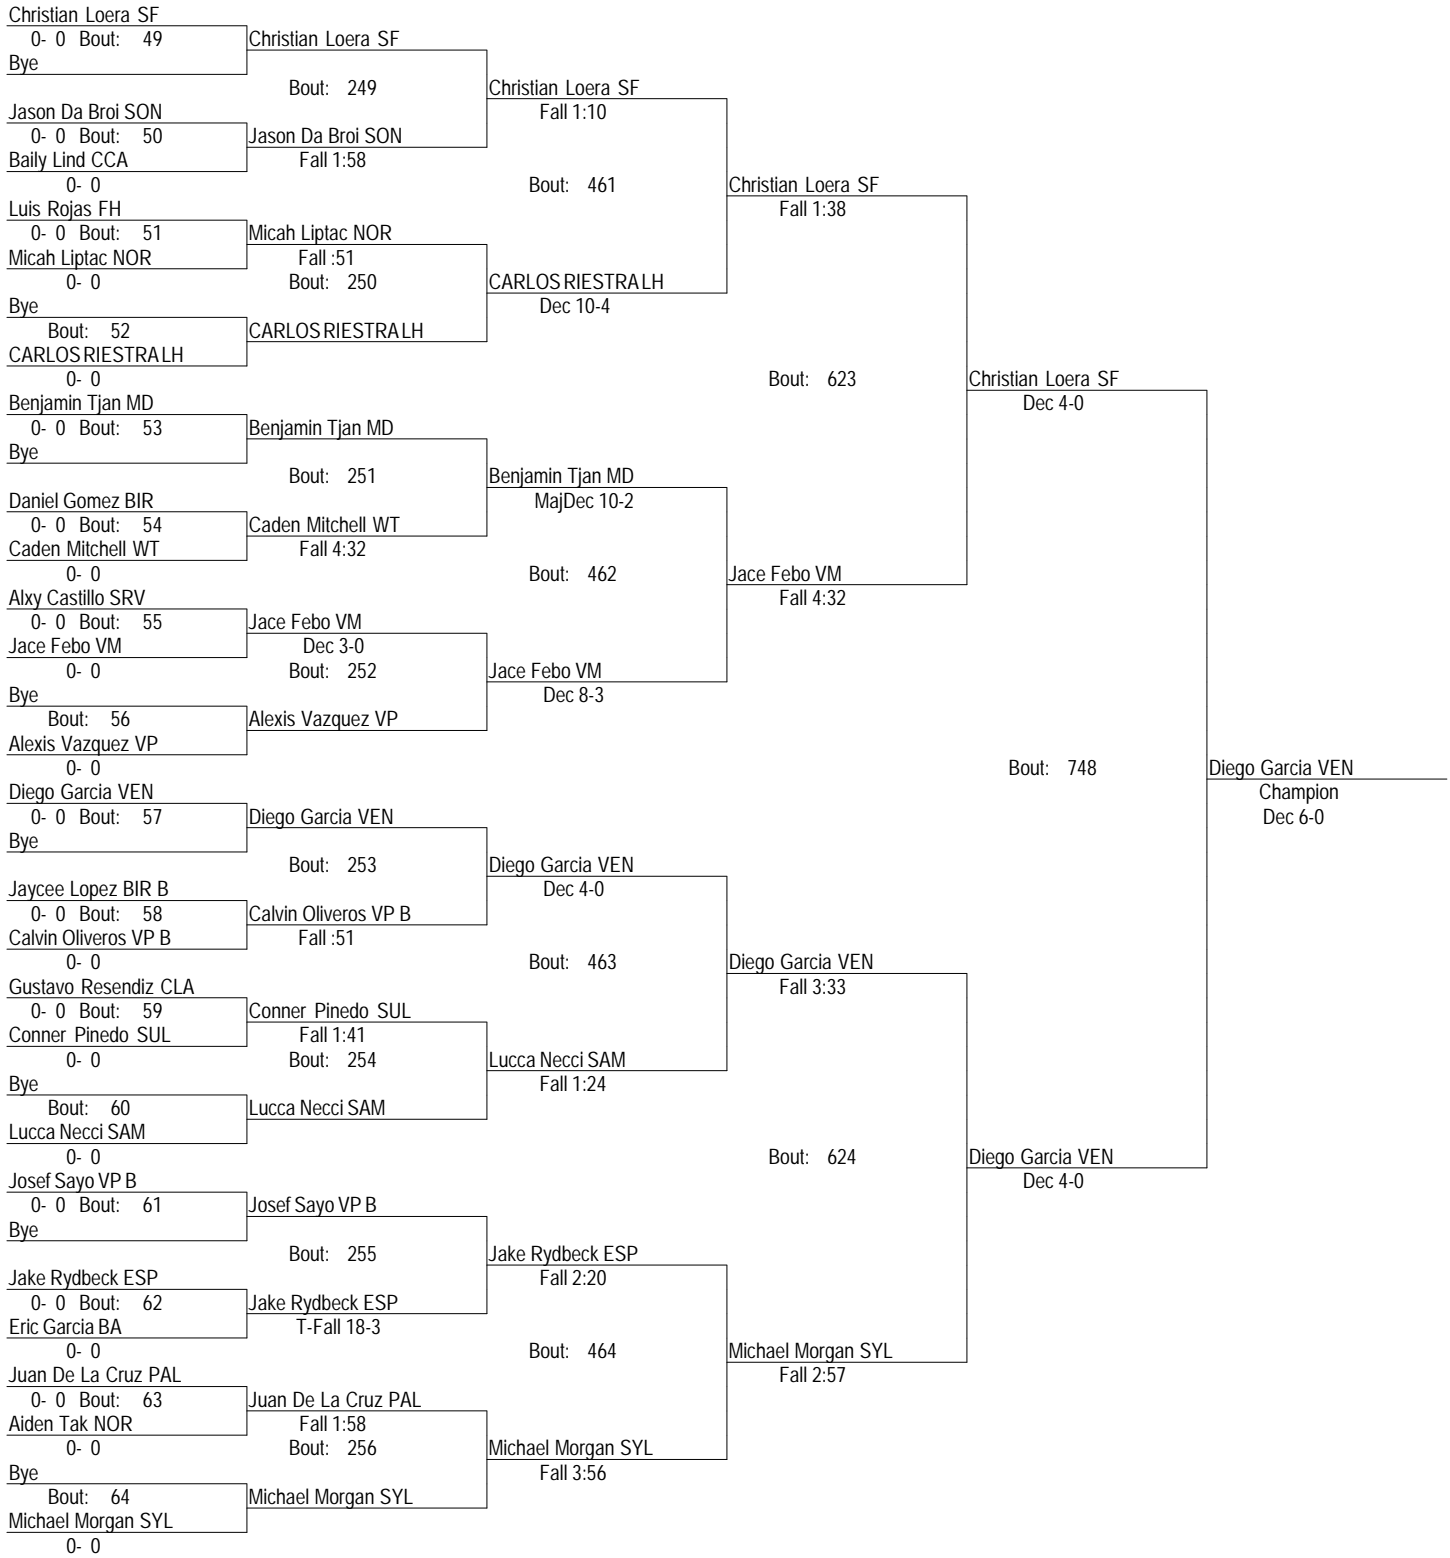 Christian Loera SF
0- 0 Bout: 49
Christian Loera SF
Bye
Bout: 249
Christian Loera SF
Fall 1:10
Jason Da Broi SON
0- 0 Bout: 50
Jason Da Broi SON
Baily Lind CCA
Fall 1:58
0- 0
Bout: 461
Christian Loera SF
Fall 1:38
Luis Rojas FH
0- 0 Bout: 51
Micah Liptac NOR
Micah Liptac NOR
Fall :51
0- 0
Bout: 250
CARLOS RIESTRA LH
Dec 10-4
Bye
Bout: 52
CARLOS RIESTRA LH
CARLOS RIESTRA LH
0- 0
Bout: 623
Christian Loera SF
Dec 4-0
Benjamin Tjan MD
0- 0 Bout: 53
Benjamin Tjan MD
Bye
Bout: 251
Benjamin Tjan MD
MajDec 10-2
Daniel Gomez BIR
0- 0 Bout: 54
Caden Mitchell WT
Caden Mitchell WT
Fall 4:32
0- 0
Bout: 462
Jace Febo VM
Fall 4:32
Alxy Castillo SRV
0- 0 Bout: 55
Jace Febo VM
Jace Febo VM
Dec 3-0
0- 0
Bout: 252
Jace Febo VM
Dec 8-3
Bye
Bout: 56
Alexis Vazquez VP
Alexis Vazquez VP
0- 0
Bout: 748
Diego Garcia VEN
Champion
Dec 6-0
Diego Garcia VEN
0- 0 Bout: 57
Diego Garcia VEN
Bye
Bout: 253
Diego Garcia VEN
Dec 4-0
Jaycee Lopez BIR B
0- 0 Bout: 58
Calvin Oliveros VP B
Calvin Oliveros VP B
Fall :51
0- 0
Bout: 463
Diego Garcia VEN
Fall 3:33
Gustavo Resendiz CLA
0- 0 Bout: 59
Conner Pinedo SUL
Conner Pinedo SUL
Fall 1:41
0- 0
Bout: 254
Lucca Necci SAM
Fall 1:24
Bye
Bout: 60
Lucca Necci SAM
Lucca Necci SAM
0- 0
Bout: 624
Diego Garcia VEN
Dec 4-0
Josef Sayo VP B
0- 0 Bout: 61
Josef Sayo VP B
Bye
Bout: 255
Jake Rydbeck ESP
Fall 2:20
Jake Rydbeck ESP
0- 0 Bout: 62
Jake Rydbeck ESP
Eric Garcia BA
T-Fall 18-3
0- 0
Bout: 464
Michael Morgan SYL
Fall 2:57
Juan De La Cruz PAL
0- 0 Bout: 63
Juan De La Cruz PAL
Aiden Tak NOR
Fall 1:58
0- 0
Bout: 256
Michael Morgan SYL
Fall 3:56
Bye
Bout: 64
Michael Morgan SYL
Michael Morgan SYL
0- 0